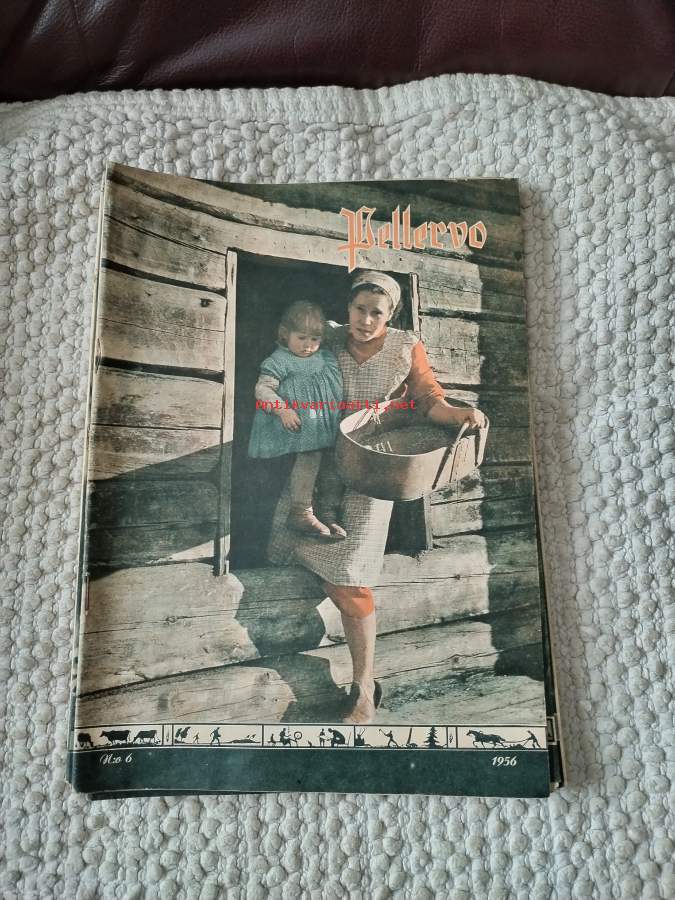 Pellervo
Antikvariaatti.net
N:o 6
1956